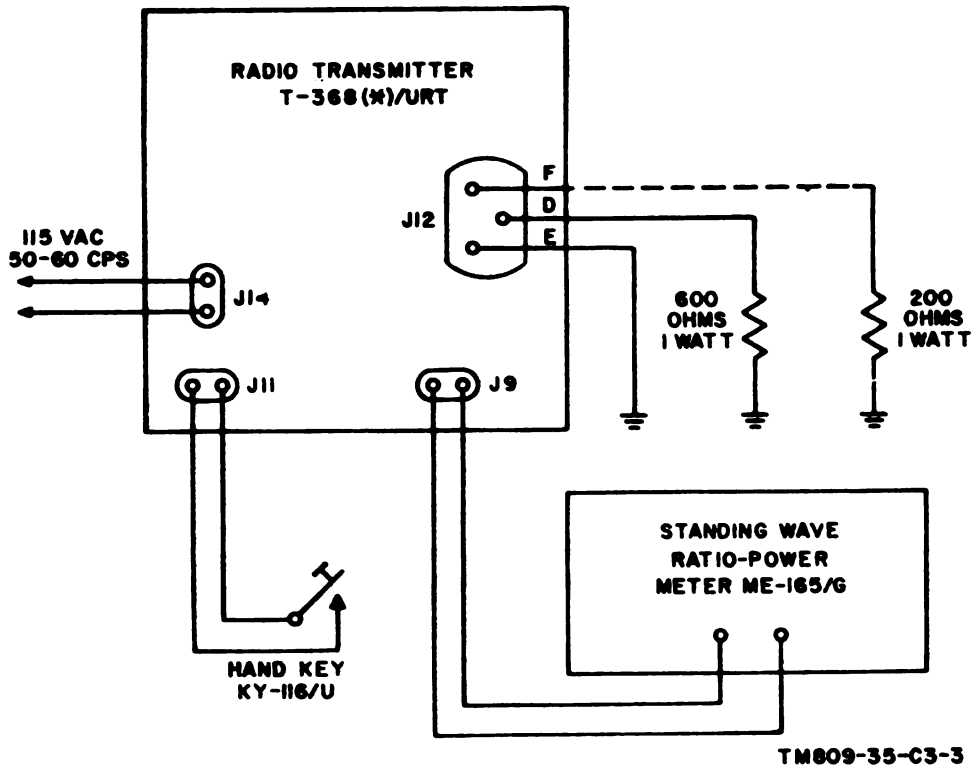 RADIO TRANSMITTER
T-368(*)/URT
F
J12
D
E
115 VAC
50-60 CPS
J14
600
OHMS
1 WATT
200
OHMS
1 WATT
J11
J9
STANDING WAVE
RATIO-POWER
METER ME-165/G
HAND KEY
KY-116/U
TM809-35-C3-3